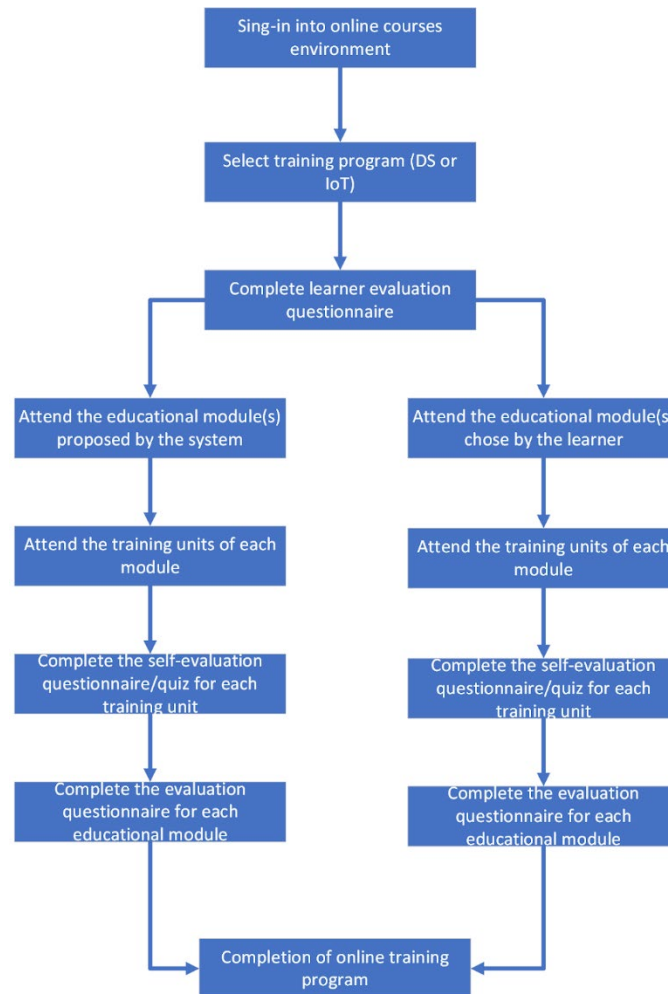 Sing-in into online courses
environment
Select training program (DS or
IoT)
Complete learner evaluation
questionnaire
Attend the educational module(s)
proposed by the system
Attend the training units of each
module
Complete the self-evaluation
questionnaire/quiz for each
training unit
Complete the evaluation
questionnaire for each
educational module
Attend the educational module(s
chose by the learner
Attend the training units of each
module
Complete the self-evaluation
questionnaire/quiz for each
training unit
Complete the evaluation
questionnaire for each
educational module
Completion of online training
program